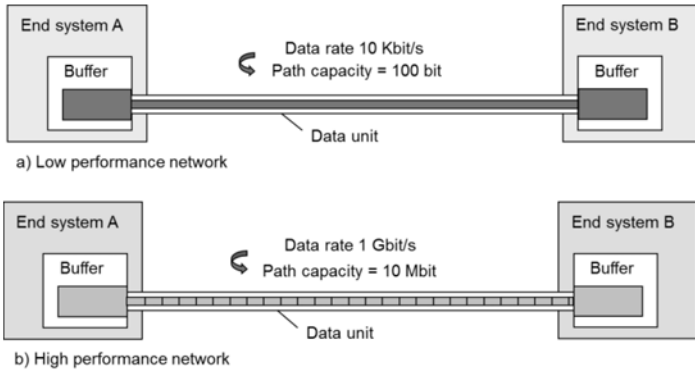 End system A
End system B
Buffer
Data rate 10 Kbit/s
Path capacity = 100 bit
Buffer
Data unit
a) Low performance network
End system A
End system B
Buffer
Data rate 1 Gbit/s
Path capacity = 10 Mbit
Buffer
Data unit
b) High performance network